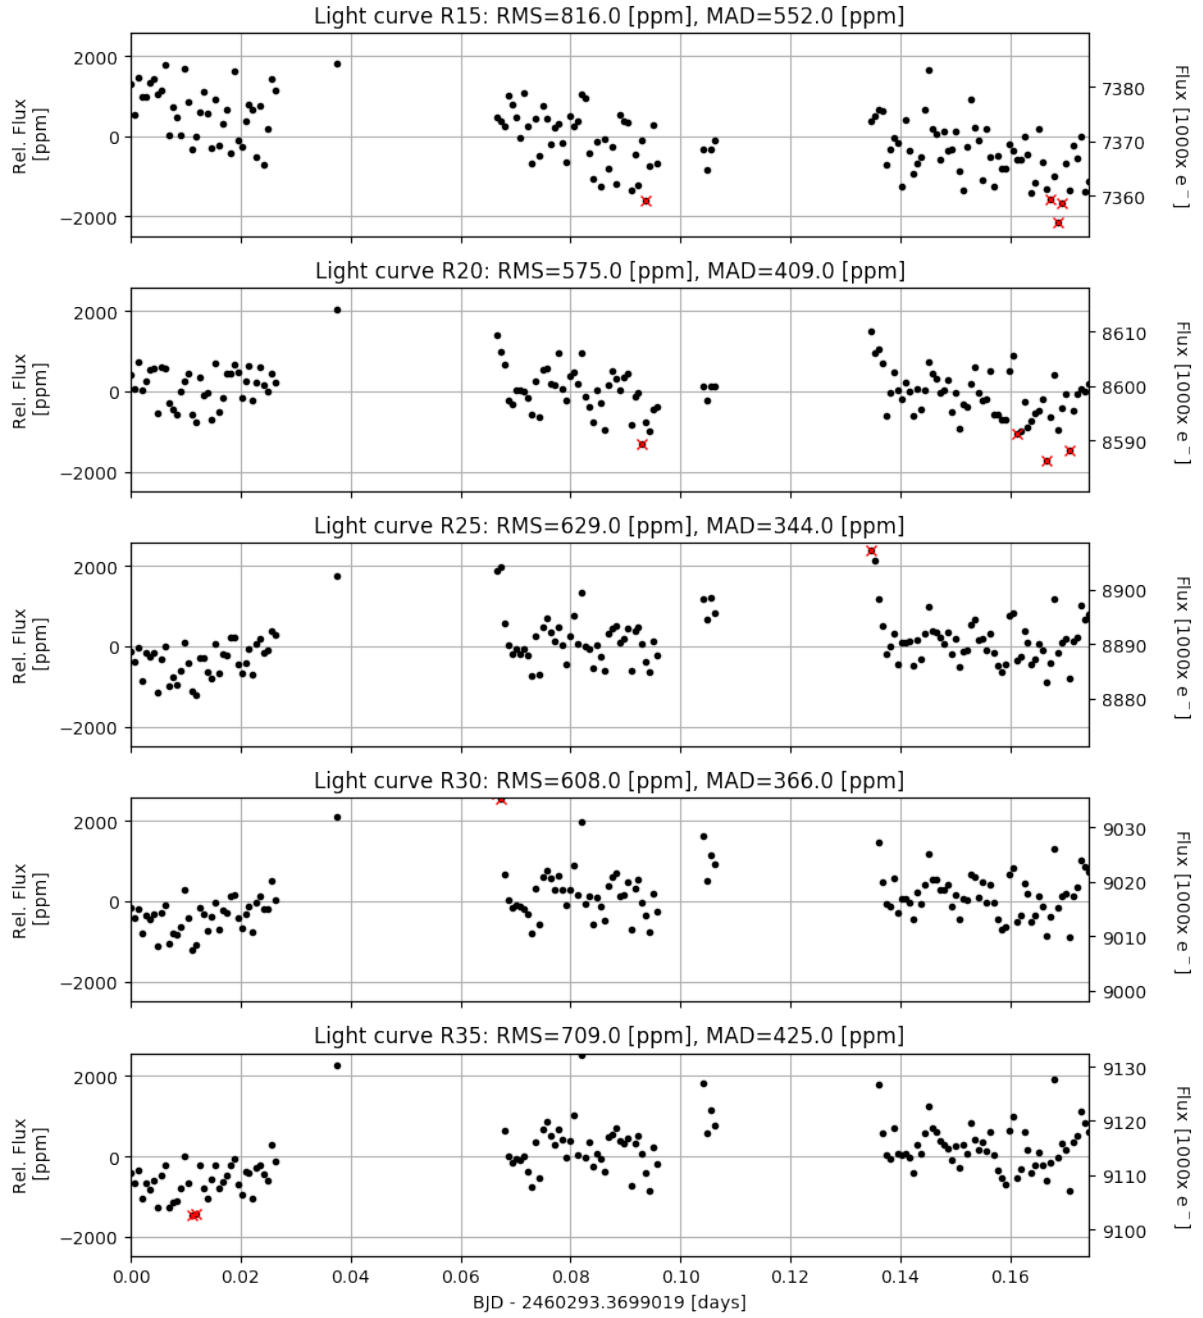 Light curve R15: RMS=816.0 [ppm], MAD=552.0 [ppm]
2000
0
−2000
Rel. Flux
[ppm]
7380
7370
7360
Flux [1000x e⁻]
Light curve R20: RMS=575.0 [ppm], MAD=409.0 [ppm]
2000
0
−2000
Rel. Flux
[ppm]
8610
8600
8590
Flux [1000x e⁻]
Light curve R25: RMS=629.0 [ppm], MAD=344.0 [ppm]
2000
0
−2000
Rel. Flux
[ppm]
8900
8890
8880
Flux [1000x e⁻]
Light curve R30: RMS=608.0 [ppm], MAD=366.0 [ppm]
2000
0
−2000
Rel. Flux
[ppm]
9030
9020
9010
9000
Flux [1000x e⁻]
Light curve R35: RMS=709.0 [ppm], MAD=425.0 [ppm]
2000
0
−2000
Rel. Flux
[ppm]
9130
9120
9110
9100
Flux [1000x e⁻]
0.00 0.02 0.04 0.06 0.08 0.10 0.12 0.14 0.16
BJD - 2460293.3699019 [days]